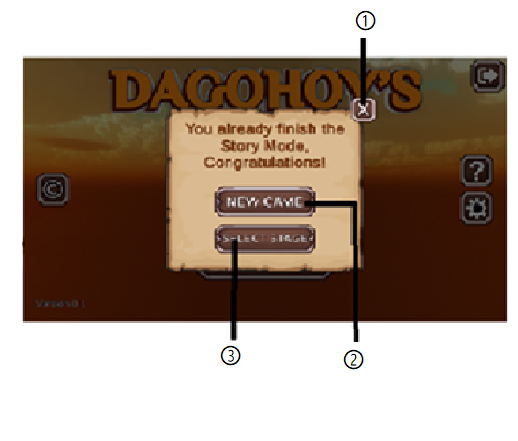 ①
DAGOHOY'S
X
You already finish the
Story Mode,
Congratulations!
©
?
NEW GAME
SELECT STAGE
③
②